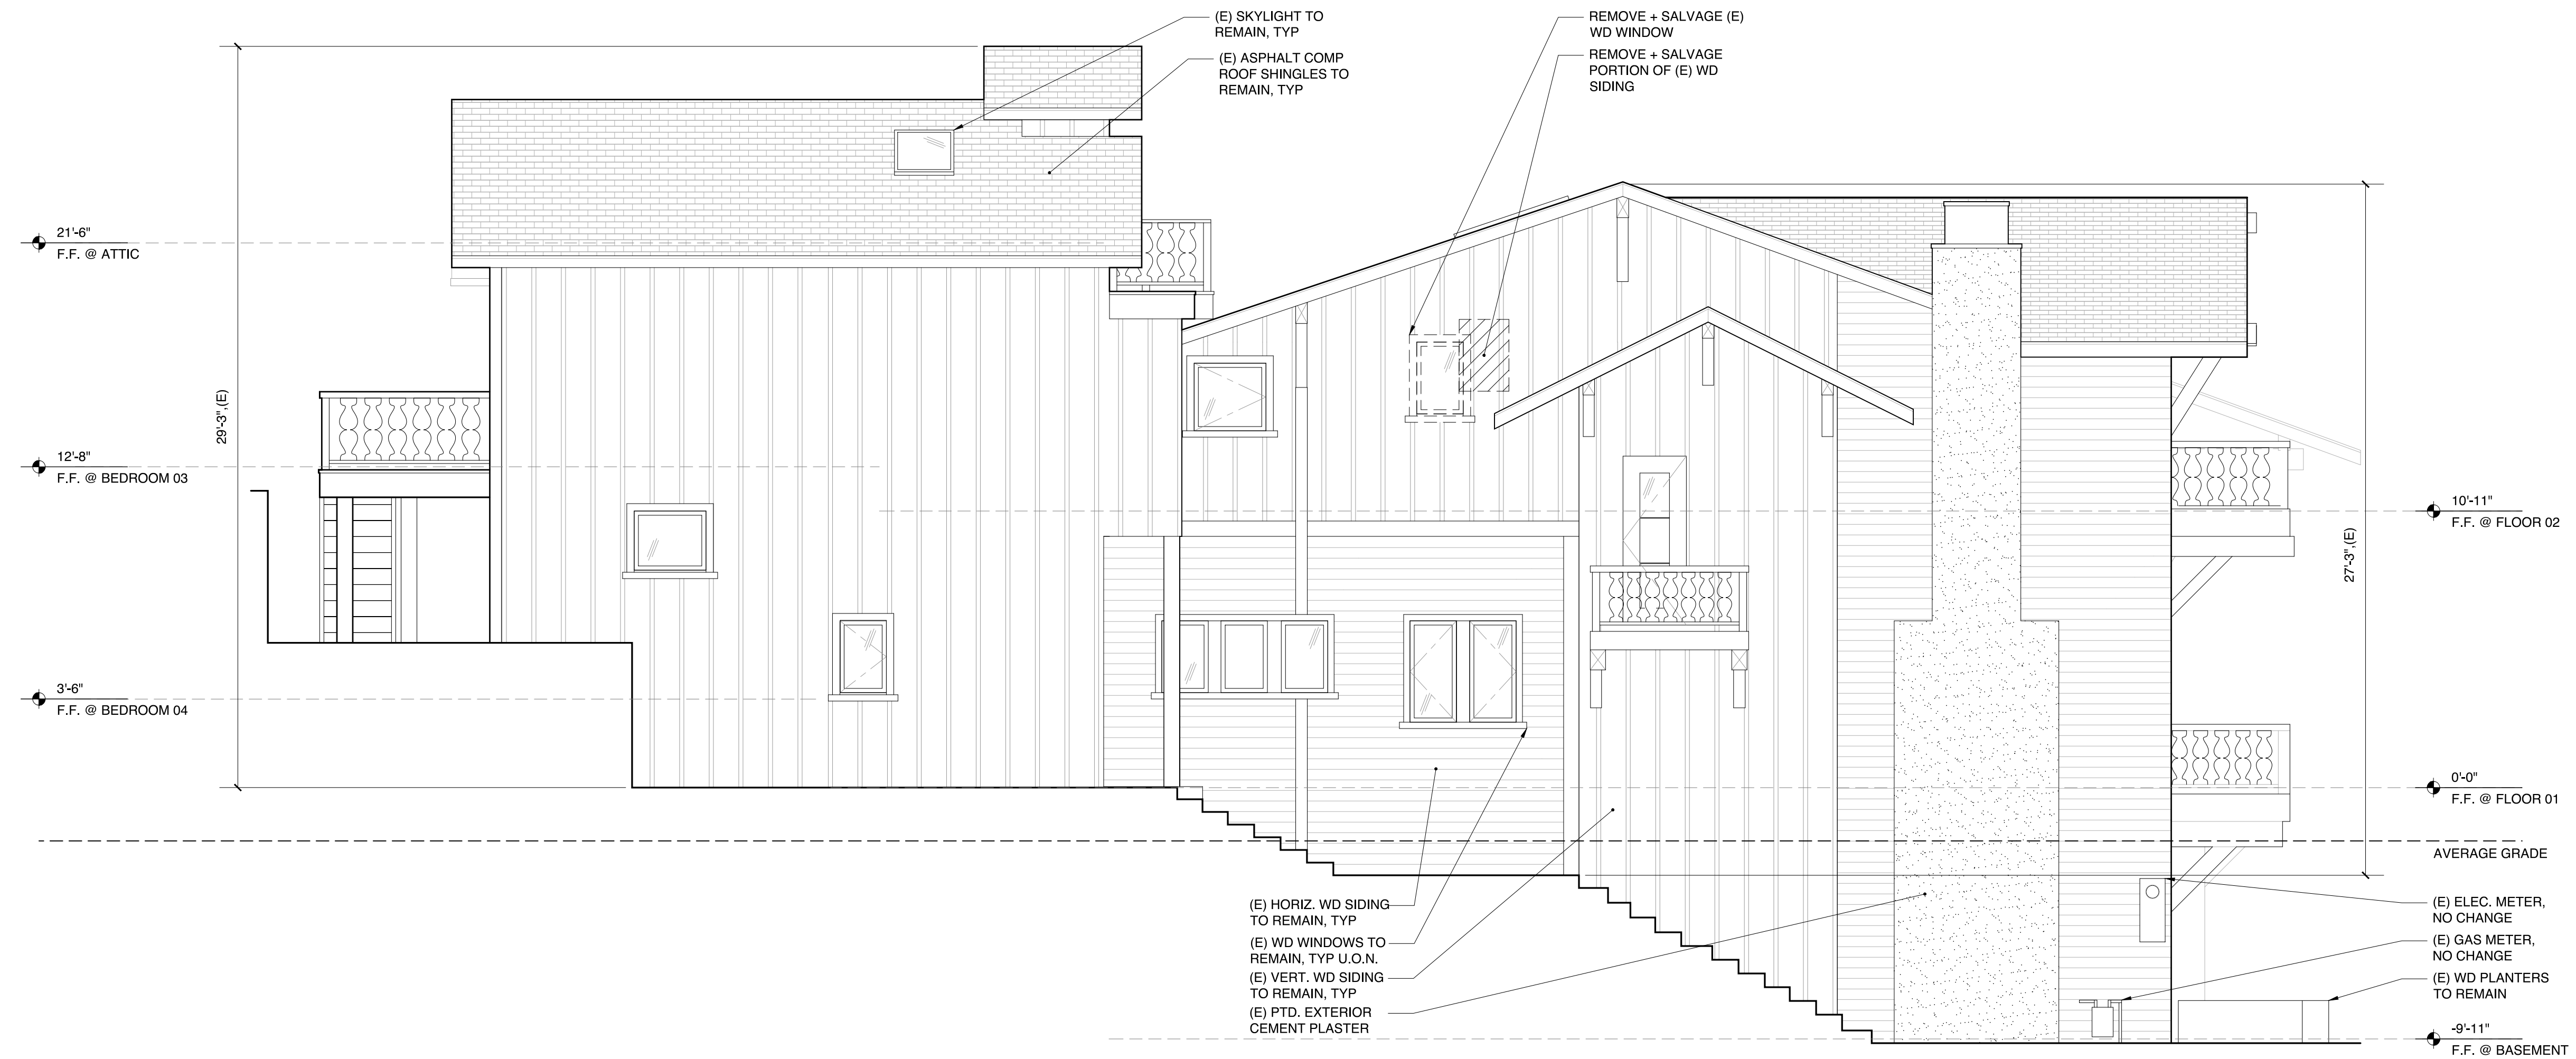 (E) SKYLIGHT TO
REMAIN, TYP
(E) ASPHALT COMP
ROOF SHINGLES TO
REMAIN, TYP
REMOVE + SALVAGE (E)
WD WINDOW
REMOVE + SALVAGE
PORTION OF (E) WD
SIDING
21'-6"
F.F. @ ATTIC
29'-3",(E)
12'-8"
F.F. @ BEDROOM 03
3'-6"
F.F. @ BEDROOM 04
10'-11"
F.F. @ FLOOR 02
27'-3",(E)
0'-0"
F.F. @ FLOOR 01
AVERAGE GRADE
(E) HORIZ. WD SIDING
TO REMAIN, TYP
(E) WD WINDOWS TO
REMAIN, TYP U.O.N.
(E) VERT. WD SIDING
TO REMAIN, TYP
(E) PTD. EXTERIOR
CEMENT PLASTER
(E) ELEC. METER,
NO CHANGE
(E) GAS METER,
NO CHANGE
(E) WD PLANTERS
TO REMAIN
-9'-11"
F.F. @ BASEMENT